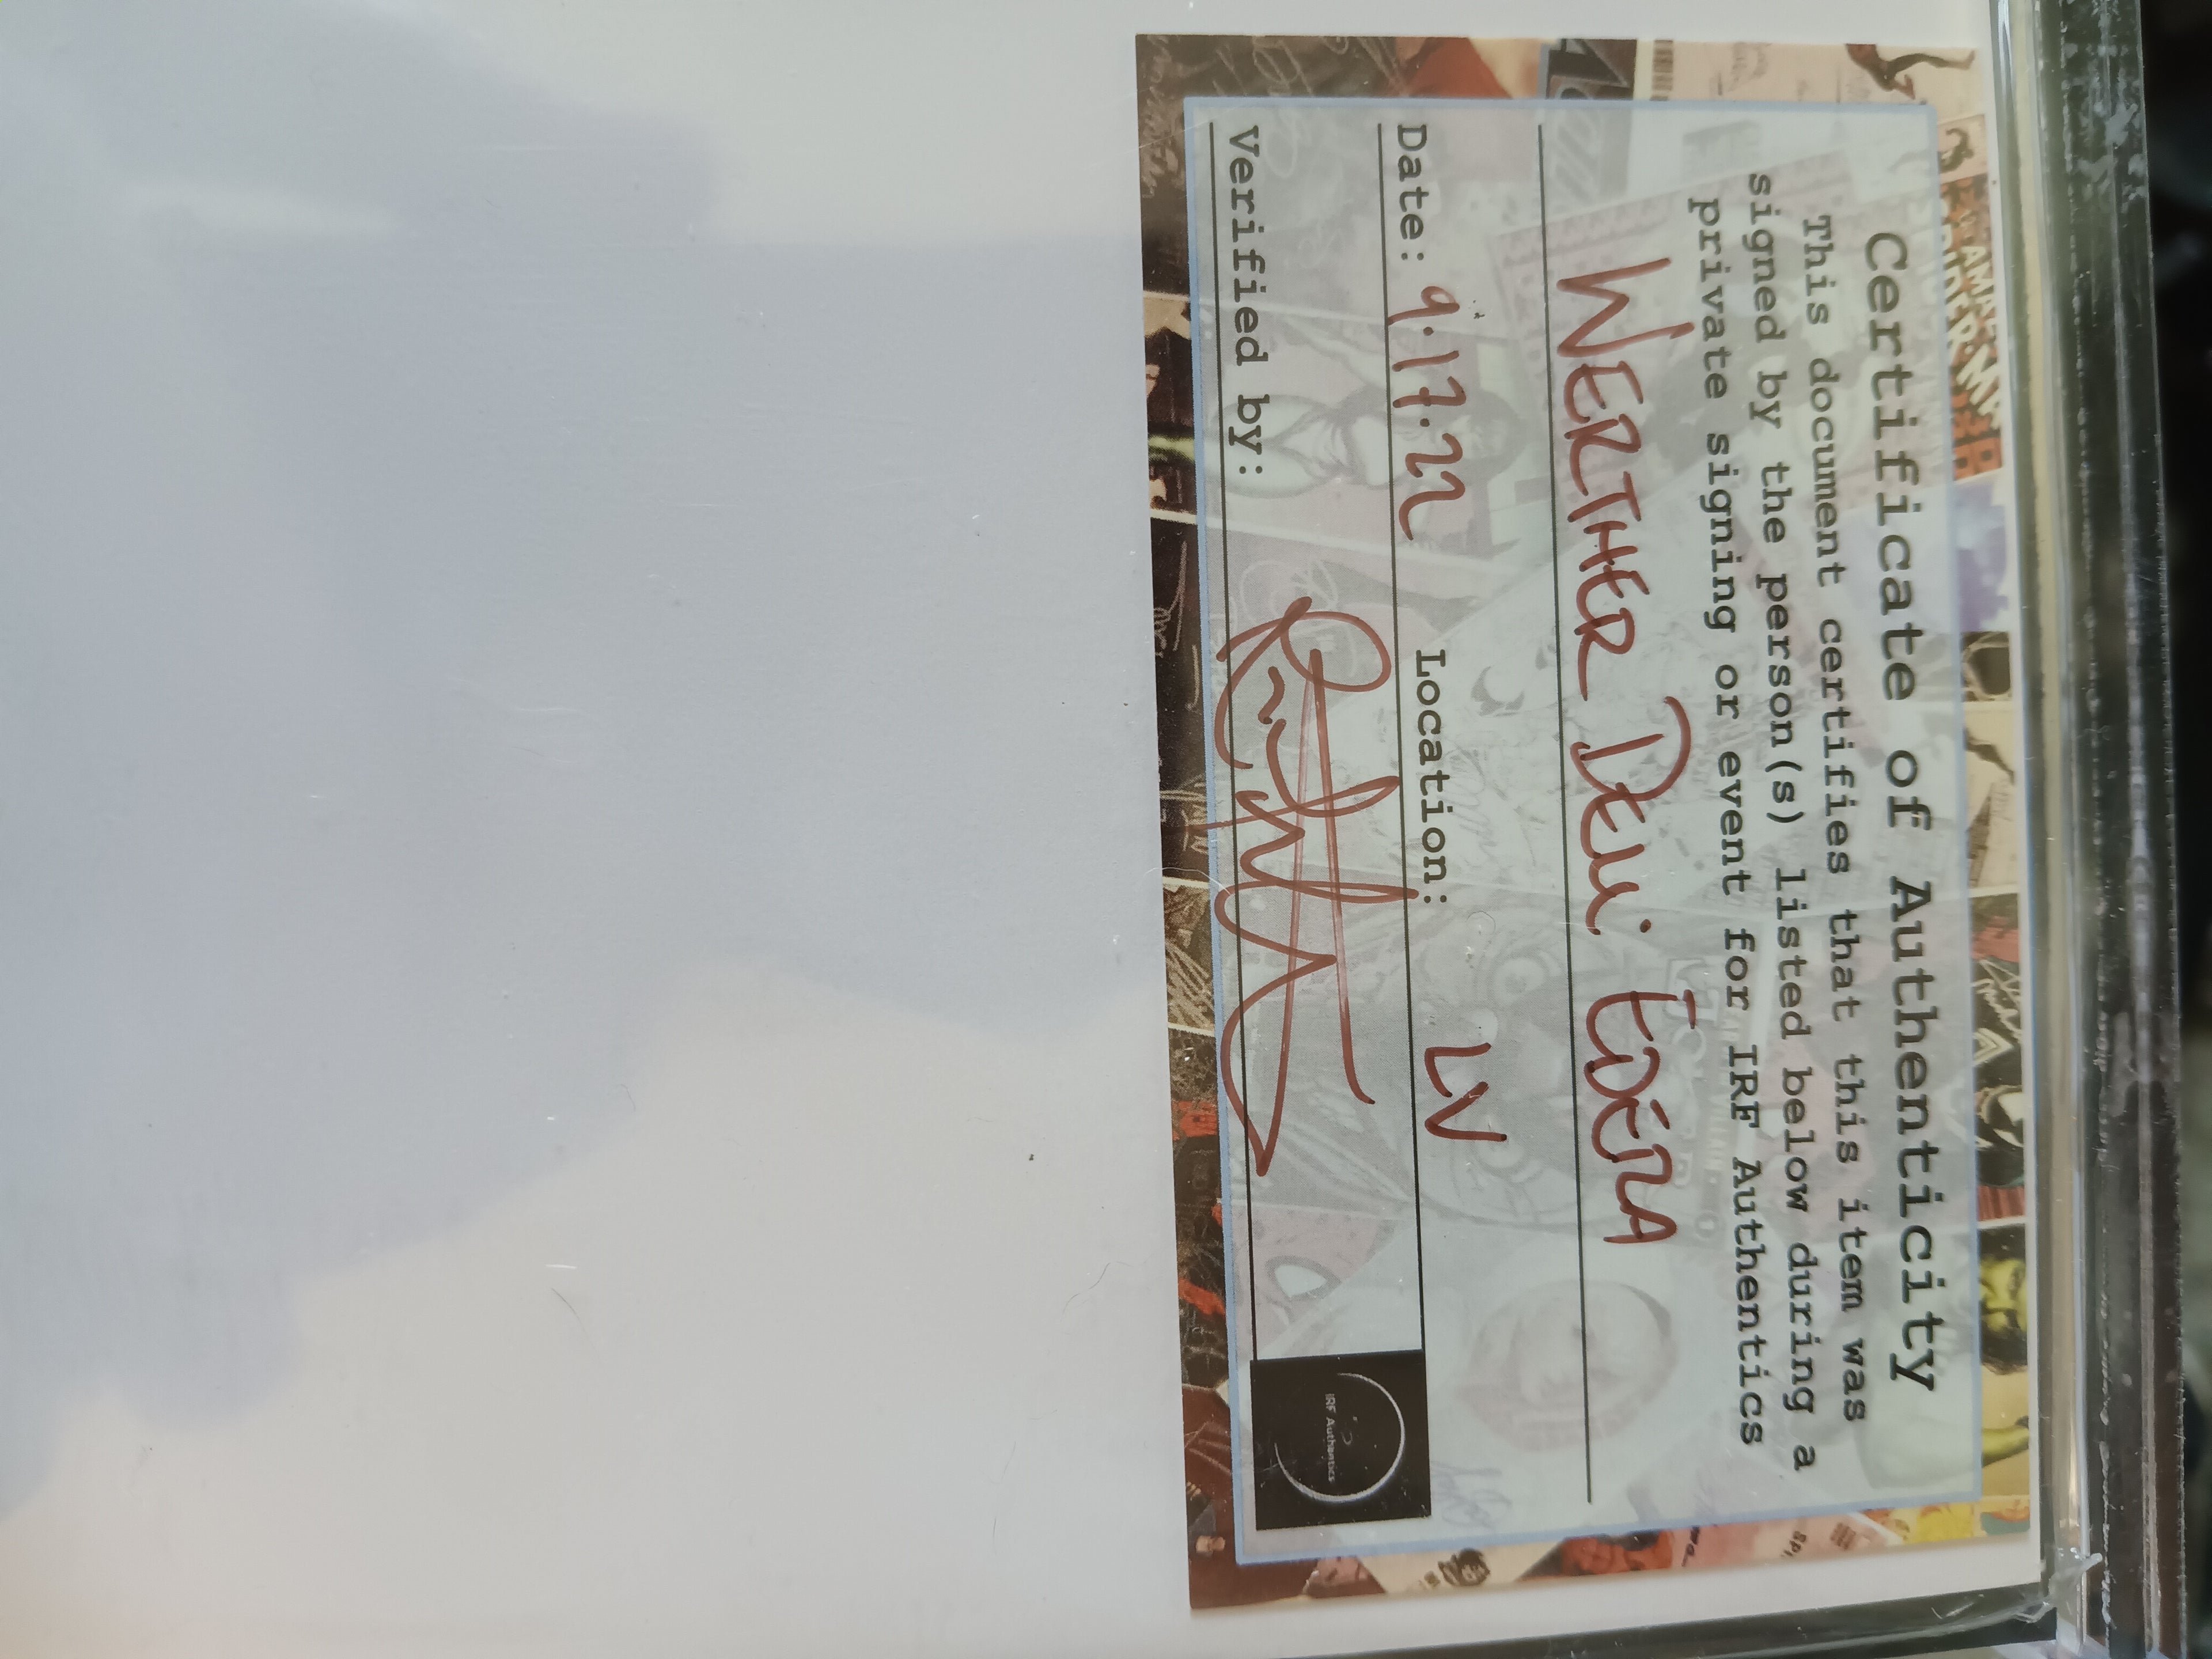 Certificate of Authenticity
This document certifies that this item was
signed by the person(s) listed below during a
private signing or event for IRF Authentics
WERTHER DELL' EDERA
Date: 9.17.22 Location: LV
Verified by:
IRF Authentics